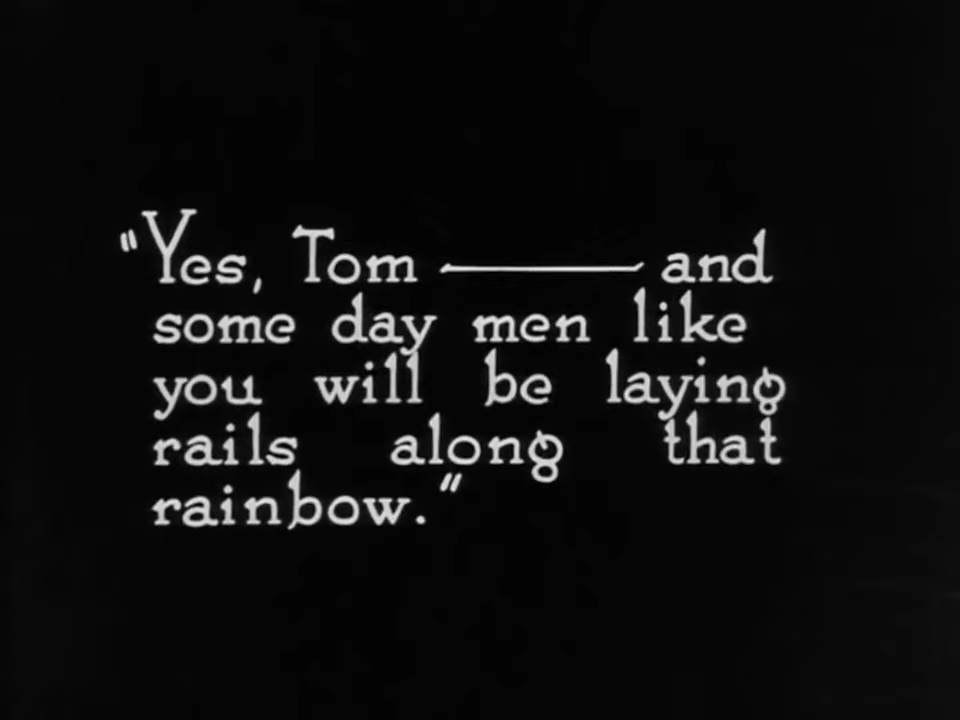 "Yes, Tom — and
some day men like
you will be laying
rails along that
rainbow."